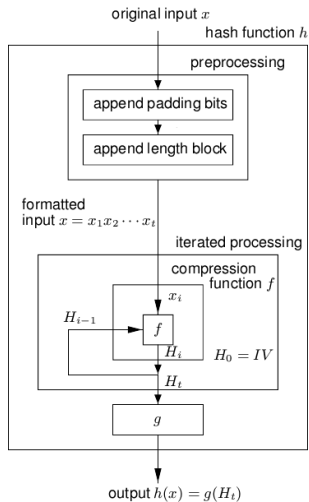 original input x
hash function h
preprocessing
append padding bits
append length block
formatted
input x = x₁x₂ ⋯ xₜ
iterated processing
compression
function f
xᵢ
Hᵢ₋₁
f
Hᵢ
H₀ = IV
Hₜ
g
output h(x) = g(Hₜ)